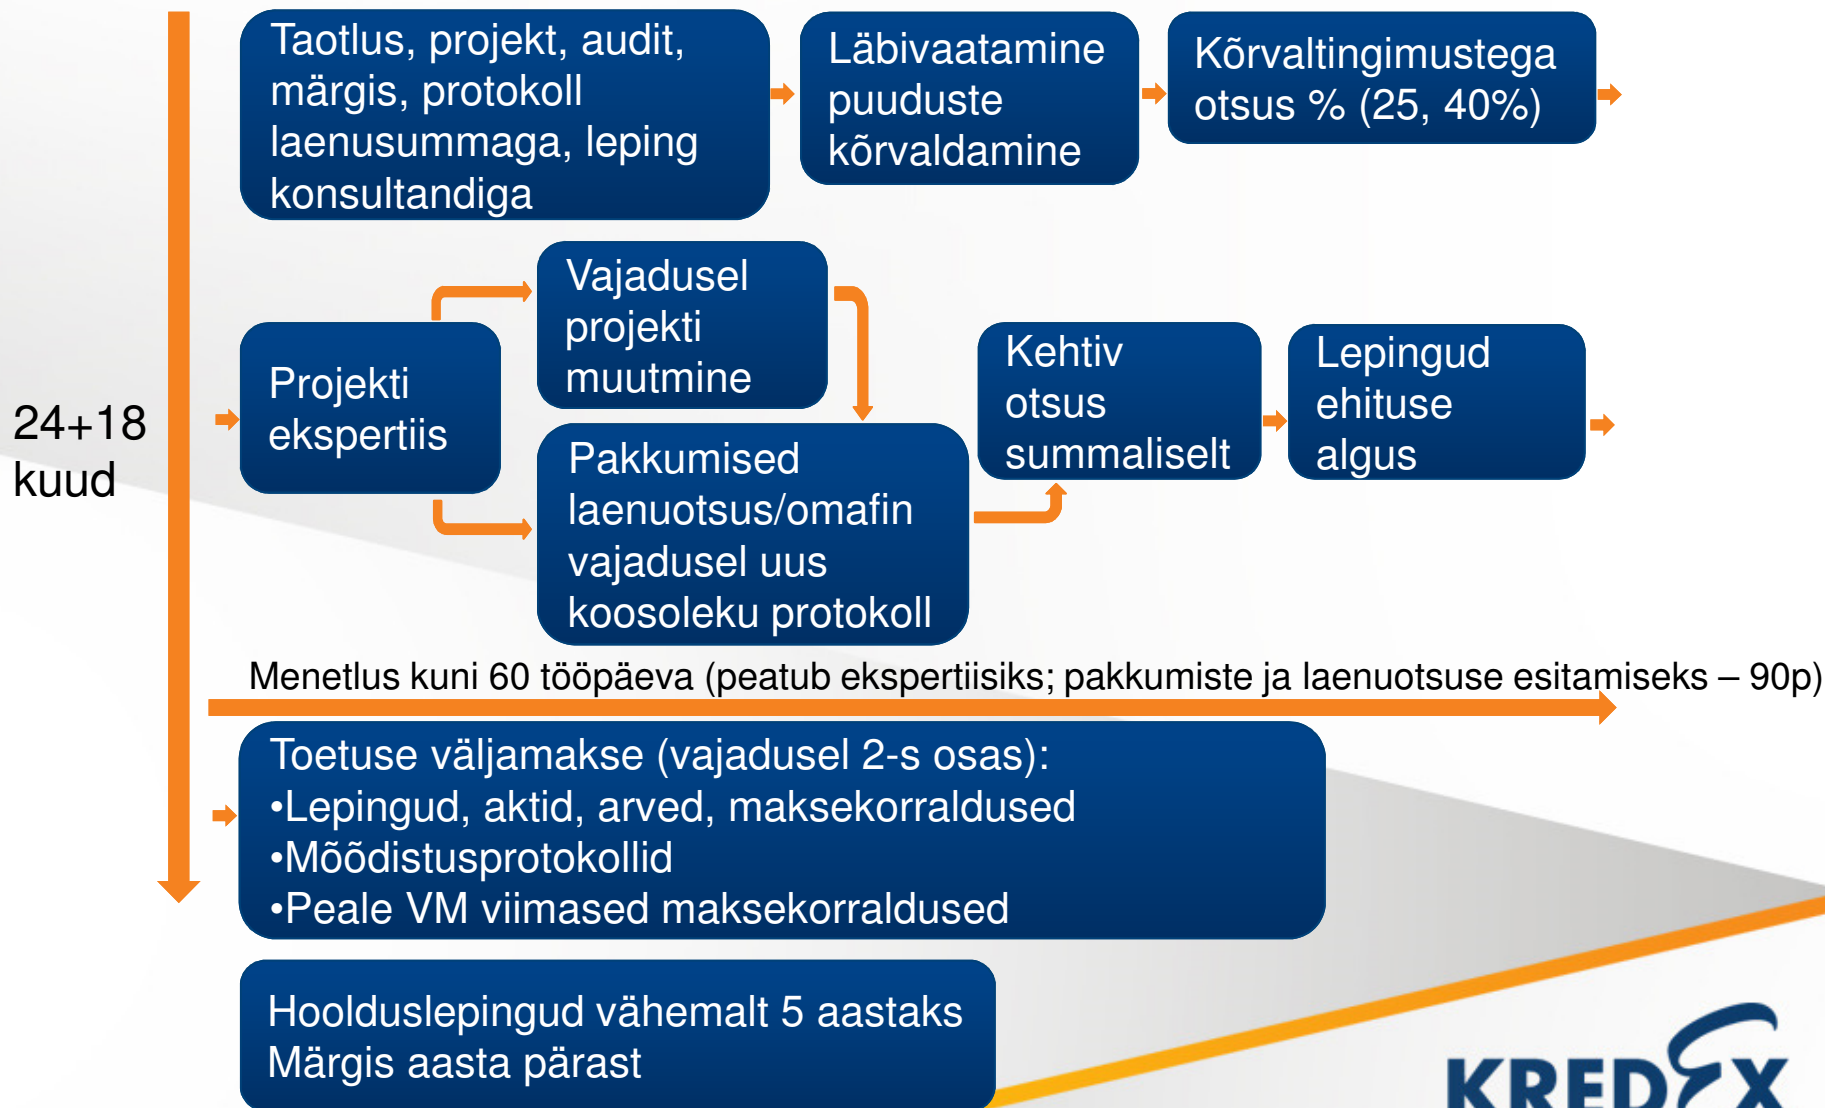 Taotlus, projekt, audit,
märgis, protokoll
laenusummaga, leping
konsultandiga
Läbivaatamine
puuduste
kõrvaldamine
Kõrvaltingimustega
otsus % (25, 40%)
24+18
kuud
Projekti
ekspertiis
Vajadusel
projekti
muutmine
Pakkumised
laenuotsus/omafin
vajadusel uus
koosoleku protokoll
Kehtiv
otsus
summaliselt
Lepingud
ehituse
algus
Menetlus kuni 60 tööpäeva (peatub ekspertiisiks; pakkumiste ja laenuotsuse esitamiseks – 90p)
Toetuse väljamakse (vajadusel 2-s osas):
•Lepingud, aktid, arved, maksekorraldused
•Mõõdistusprotokollid
•Peale VM viimased maksekorraldused
Hoolduslepingud vähemalt 5 aastaks
Märgis aasta pärast
KREDEX